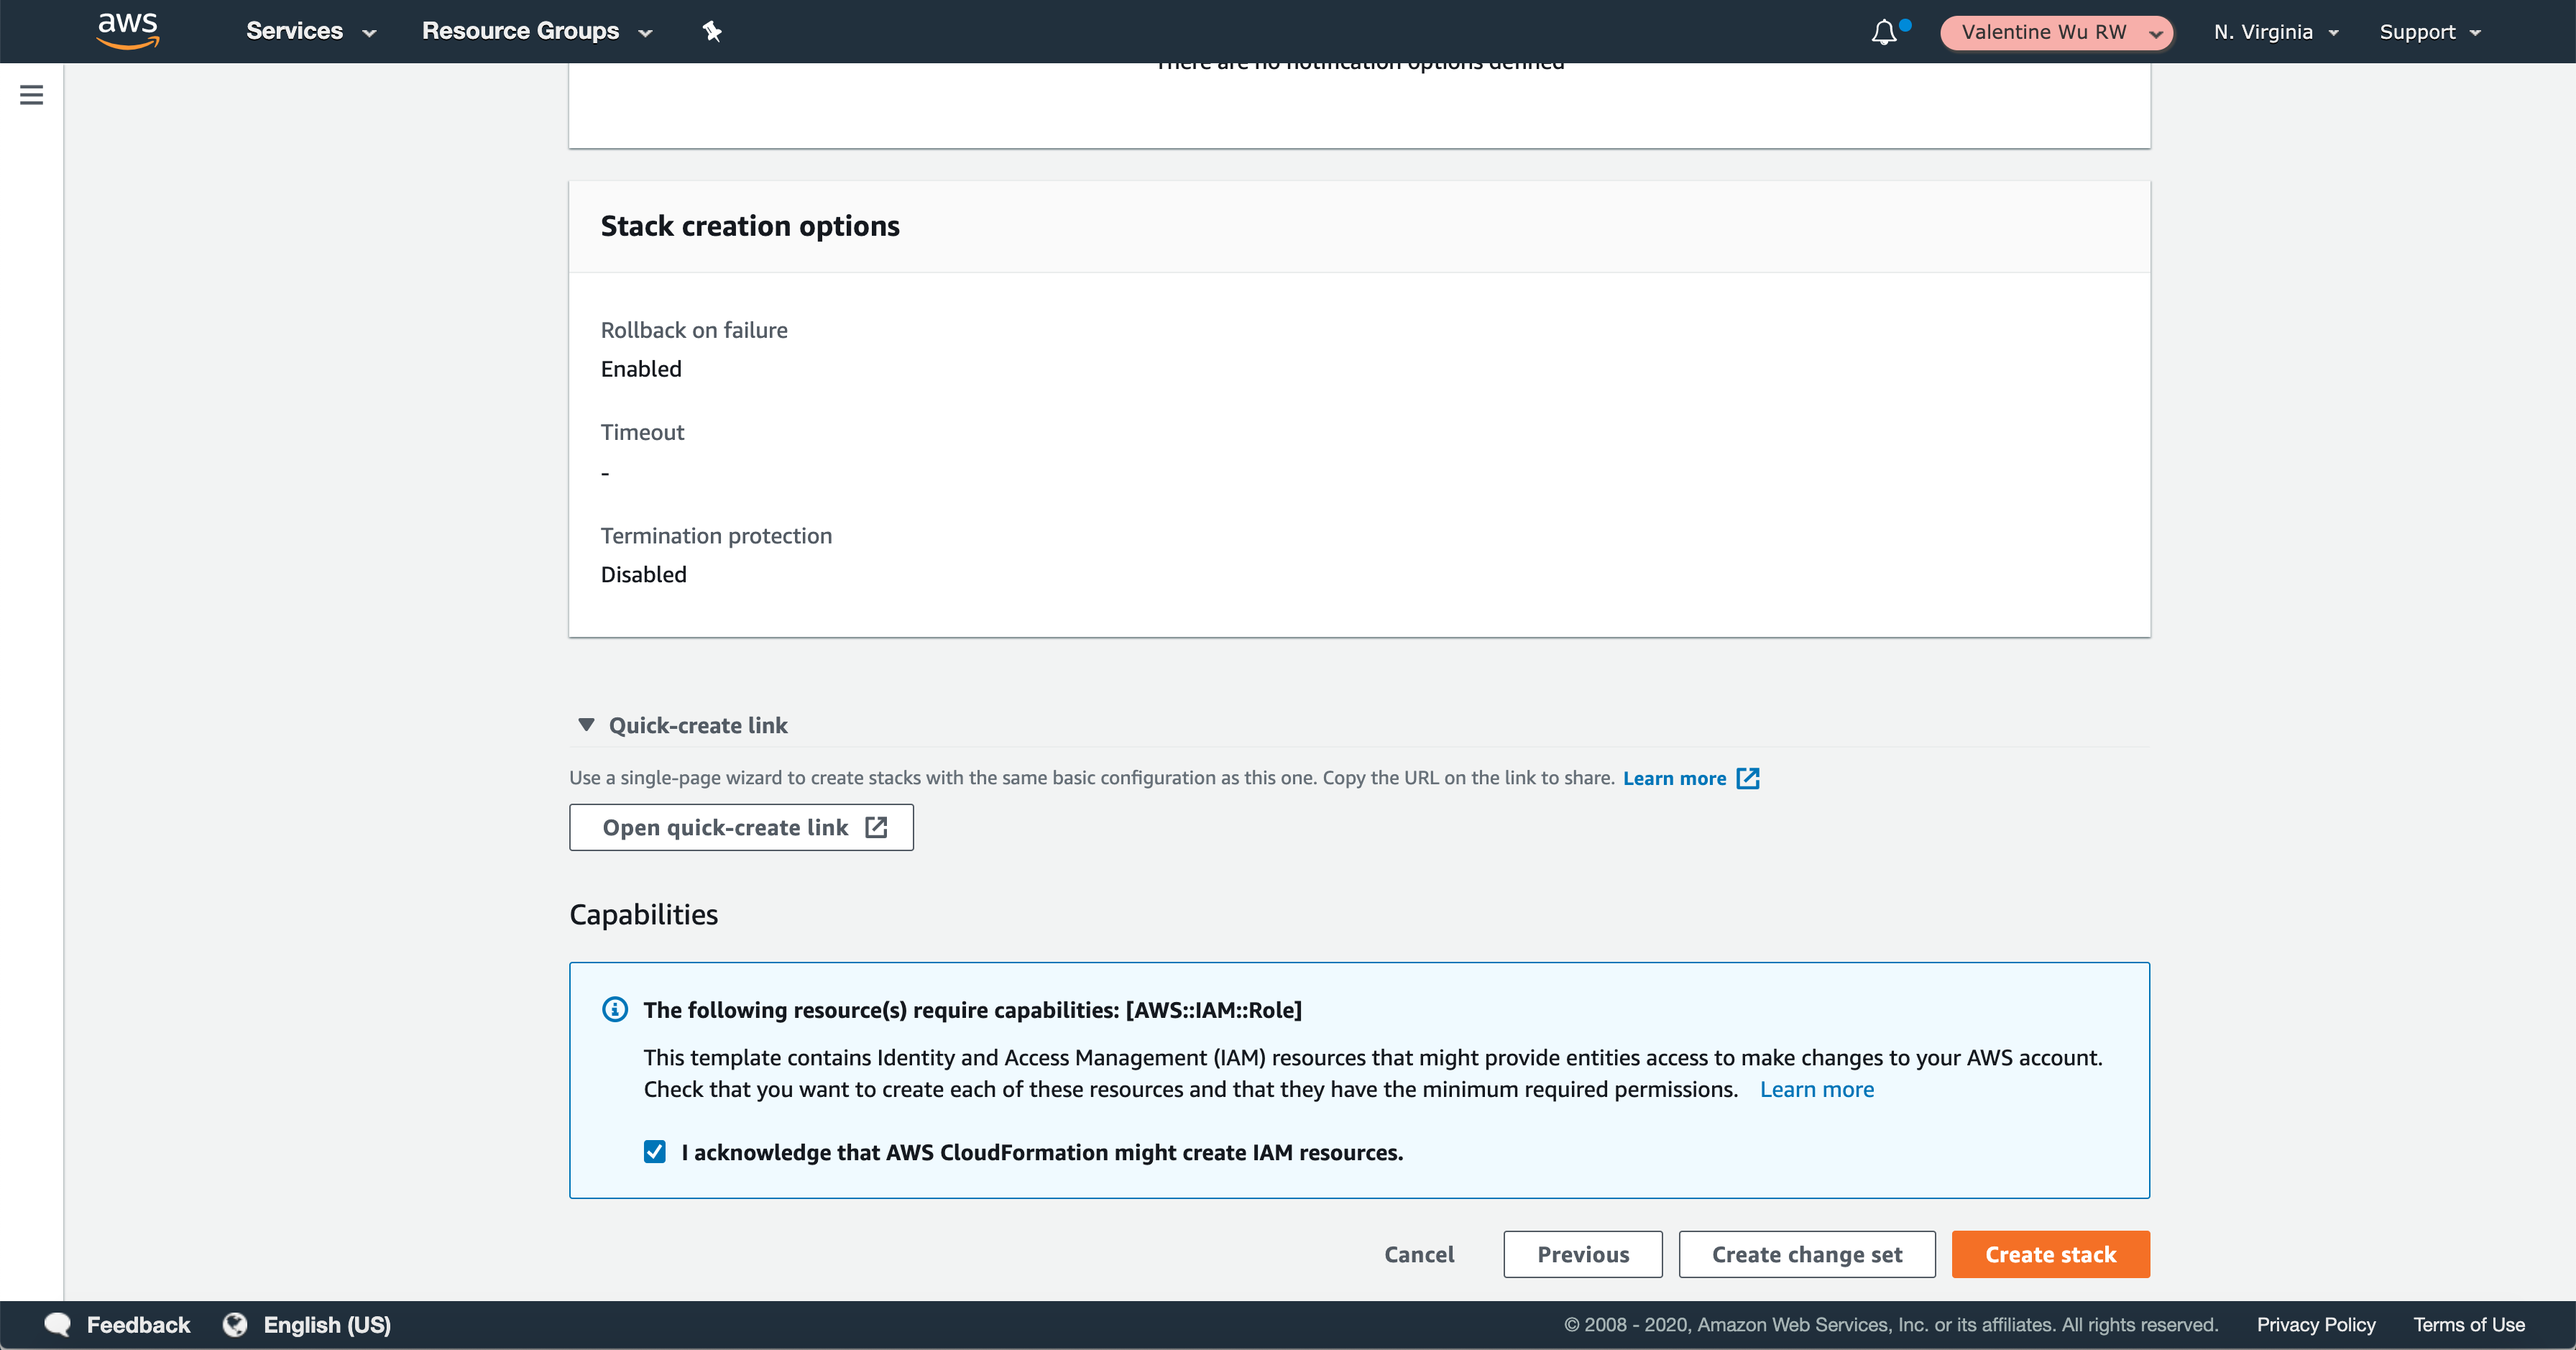 aws
Services
Resource Groups
Valentine Wu RW
N. Virginia
Support
There are no notification options defined
Stack creation options
Rollback on failure
Enabled
Timeout
-
Termination protection
Disabled
Quick-create link
Use a single-page wizard to create stacks with the same basic configuration as this one. Copy the URL on the link to share. Learn more
Open quick-create link
Capabilities
The following resource(s) require capabilities: [AWS::IAM::Role]
This template contains Identity and Access Management (IAM) resources that might provide entities access to make changes to your AWS account.
Check that you want to create each of these resources and that they have the minimum required permissions. Learn more
I acknowledge that AWS CloudFormation might create IAM resources.
Cancel
Previous
Create change set
Create stack
Feedback
English (US)
© 2008 - 2020, Amazon Web Services, Inc. or its affiliates. All rights reserved.
Privacy Policy
Terms of Use